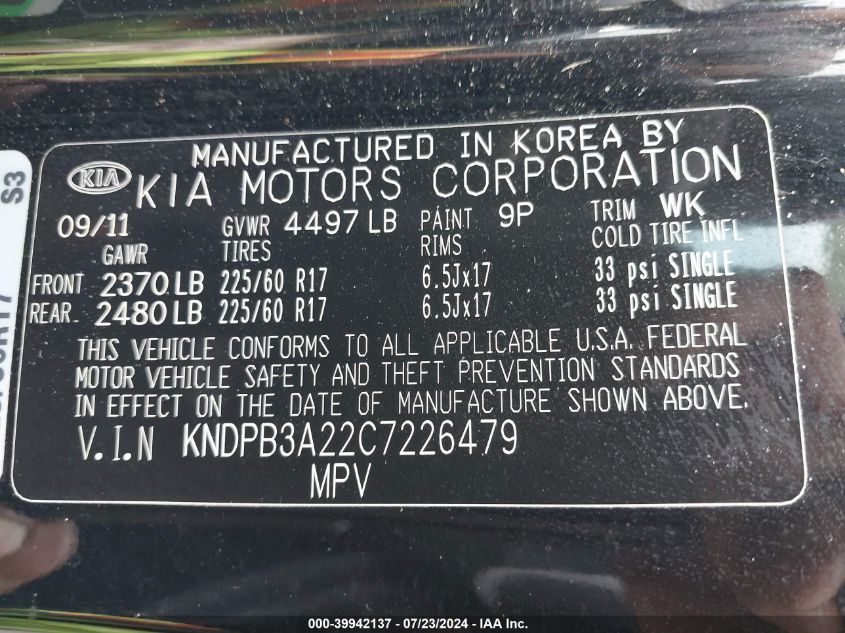 MANUFACTURED IN KOREA BY
KIA KIA MOTORS CORPORATION
09/11 GVWR 4497 LB PAINT 9P TRIM WK
GAWR TIRES RIMS COLD TIRE INFL
FRONT 2370 LB 225/60 R17 6.5Jx17 33 psi SINGLE
REAR 2480 LB 225/60 R17 6.5Jx17 33 psi SINGLE
THIS VEHICLE CONFORMS TO ALL APPLICABLE U.S.A. FEDERAL
MOTOR VEHICLE SAFETY AND THEFT PREVENTION STANDARDS
IN EFFECT ON THE DATE OF MANUFACTURE SHOWN ABOVE.
V.I.N KNDPB3A22C7226479
MPV
S3
000-39942137 - 07/23/2024 - IAA Inc.